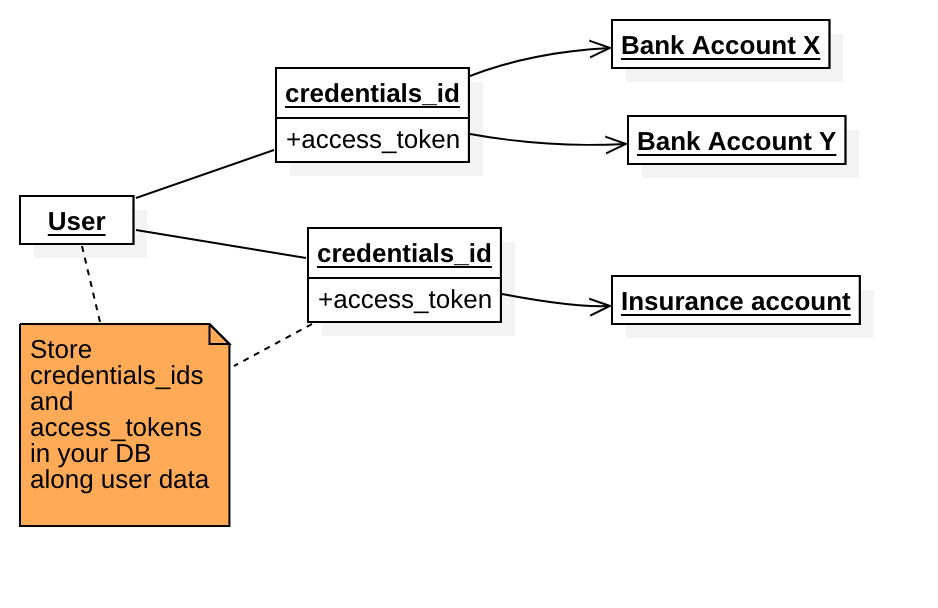 Bank Account X
credentials_id
+access_token
Bank Account Y
User
credentials_id
+access_token
Insurance account
Store
credentials_ids
and
access_tokens
in your DB
along user data